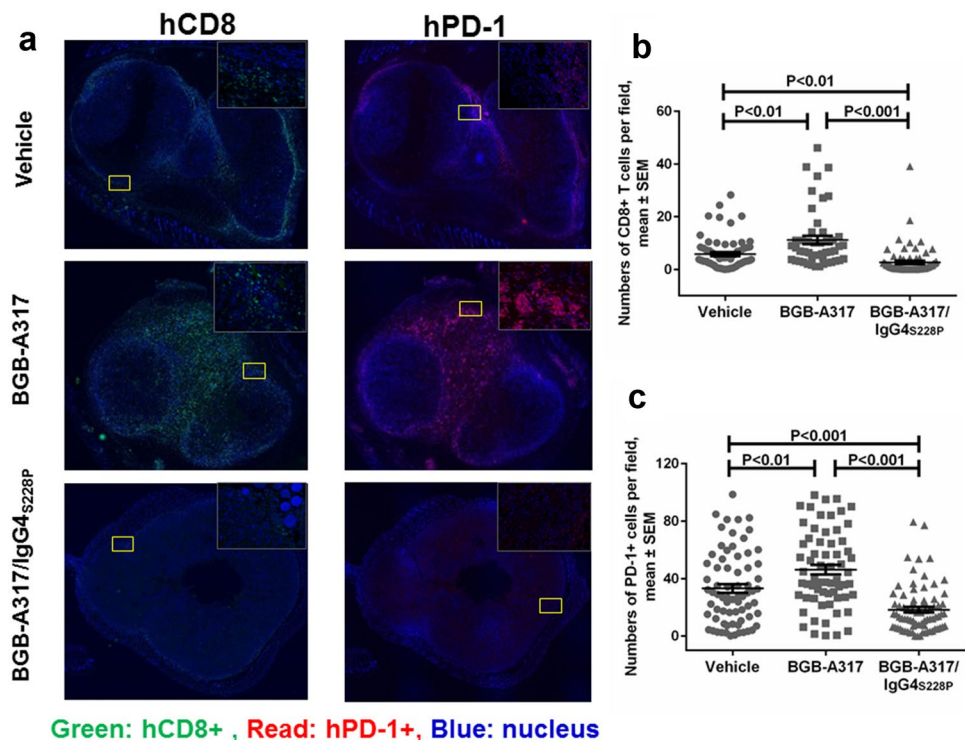 a
hCD8
hPD-1
Vehicle
BGB-A317
BGB-A317/IgG4S228P
Green: hCD8+ , Read: hPD-1+, Blue: nucleus
b
Numbers of CD8+ T cells per field,
mean ± SEM
60
40
20
0
P<0.01
P<0.01
P<0.001
Vehicle
BGB-A317
BGB-A317/
IgG4S228P
c
Numbers of PD-1+ cells per field,
mean ± SEM
120
80
40
0
P<0.001
P<0.01
P<0.001
Vehicle
BGB-A317
BGB-A317/
IgG4S228P